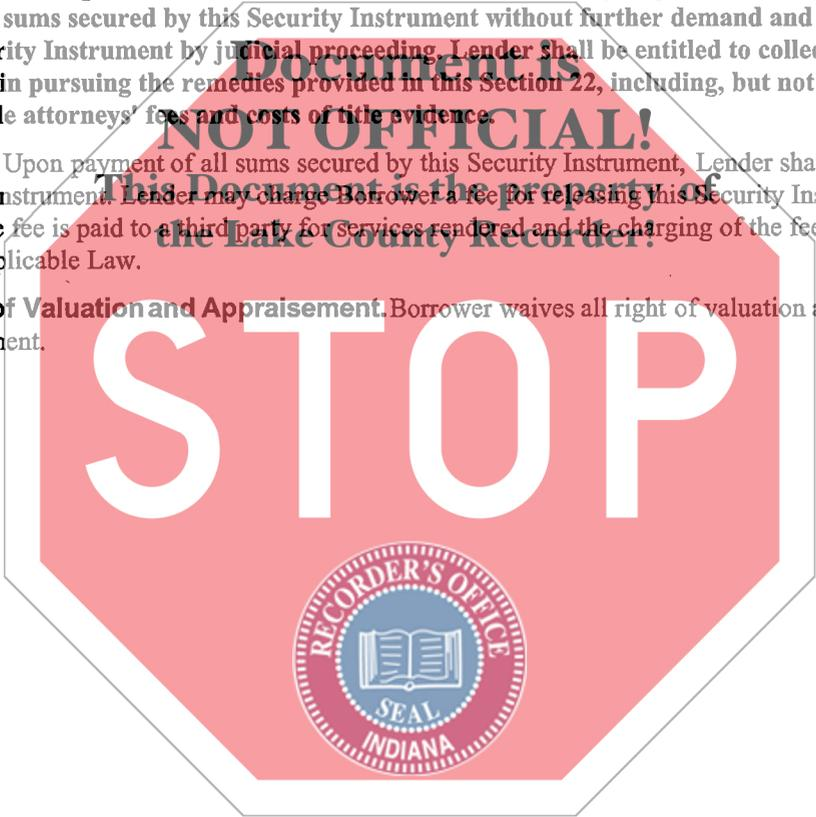 sums secured by this Security Instrument without further demand and
rity Instrument by judicial proceeding. Lender shall be entitled to collec
in pursuing the remedies provided in this Section 22, including, but not
e attorneys' fees and costs of title evidence.
Upon payment of all sums secured by this Security Instrument, Lender sha
nstrument. Lender may charge Borrower a fee for releasing this Security Ins
e fee is paid to a third party for services rendered and the charging of the fee
plicable Law.
of Valuation and Appraisement. Borrower waives all right of valuation a
nent.
Document is
NOT OFFICIAL!
This Document is the property of
the Lake County Recorder!
STOP
RECORDER'S OFFICE
SEAL
INDIANA